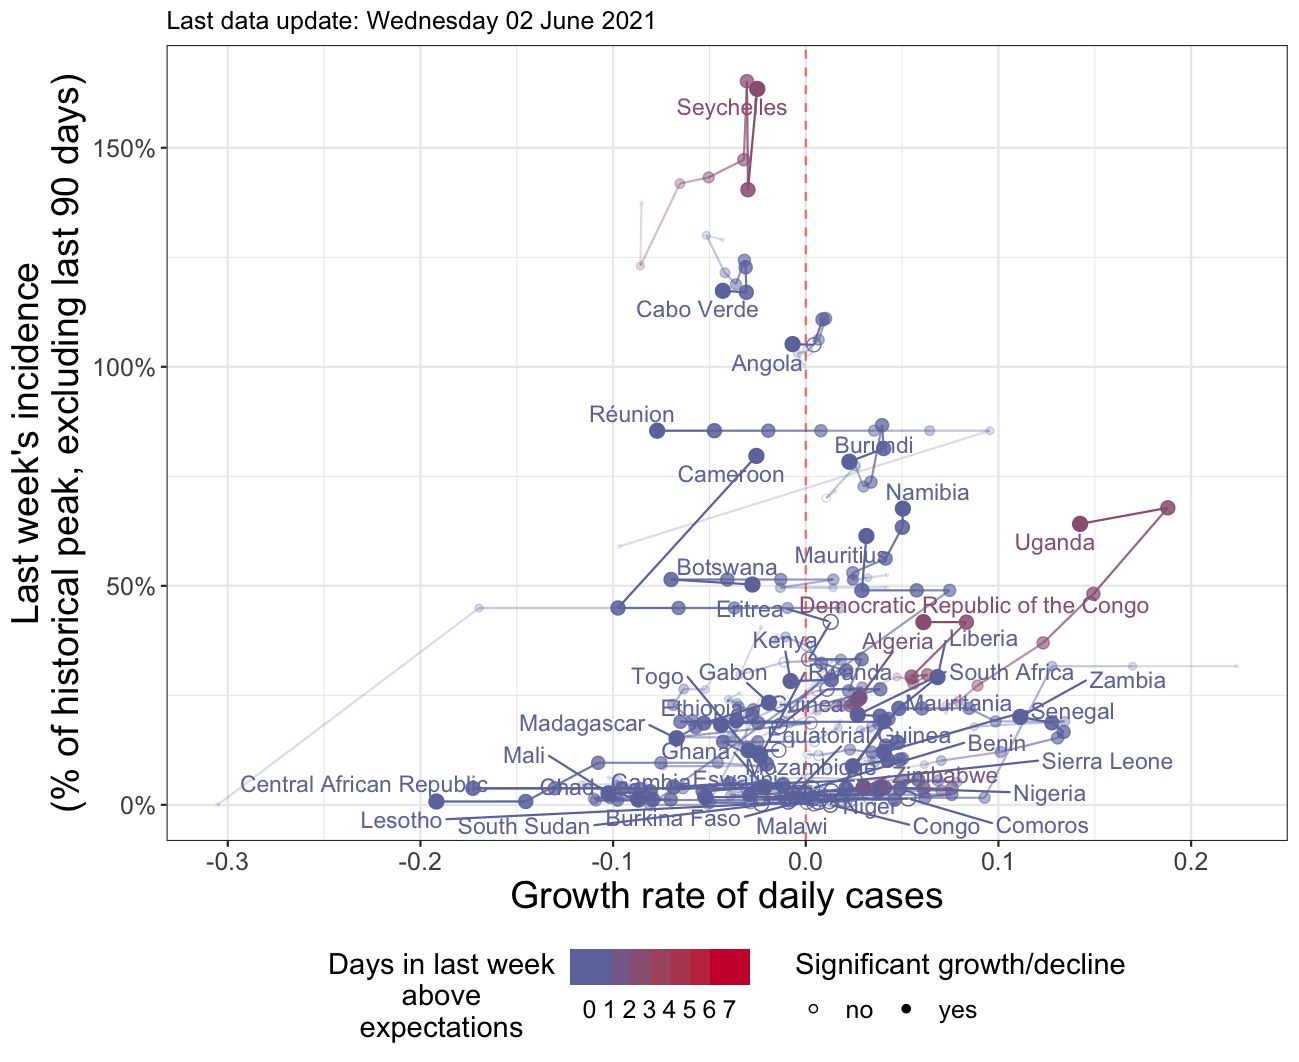 Last data update: Wednesday 02 June 2021
Last week's incidence
(% of historical peak, excluding last 90 days)
150%
100%
50%
0%
Seychelles
Cabo Verde
Angola
Réunion
Burundi
Cameroon
Namibia
Uganda
Mauritius
Botswana
Eritrea
Democratic Republic of the Congo
Kenya
Algeria
Liberia
Togo
Gabon
Rwanda
South Africa
Zambia
Ethiopia
Guinea
Mauritania
Senegal
Madagascar
Equatorial Guinea
Mali
Ghana
Benin
Mozambique
Sierra Leone
Central African Republic
Chad
Gambia
Eswatini
Zimbabwe
Nigeria
Lesotho
South Sudan
Burkina Faso
Malawi
Niger
Congo
Comoros
-0.3
-0.2
-0.1
0.0
0.1
0.2
Growth rate of daily cases
Days in last week
above
expectations
0 1 2 3 4 5 6 7
Significant growth/decline
no
yes